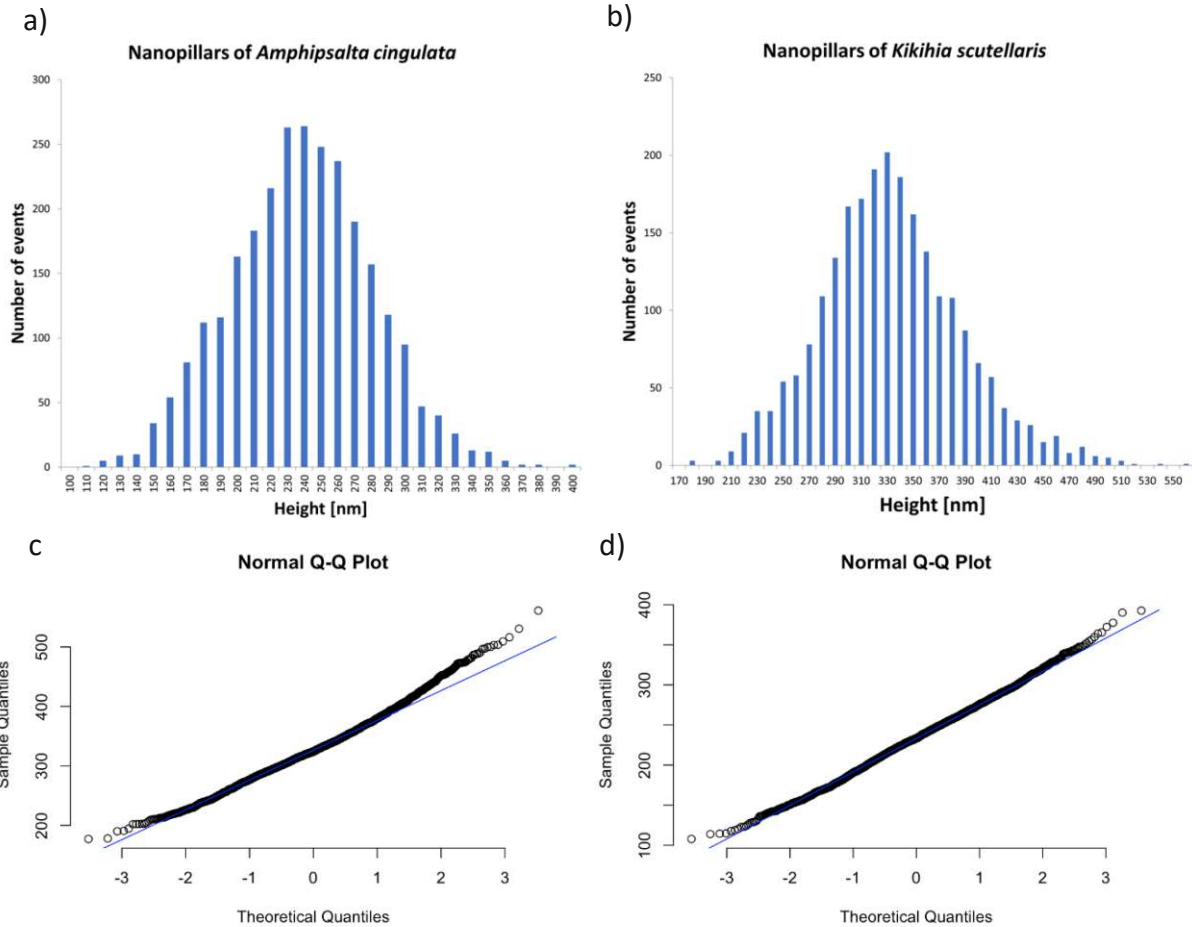 a)
Nanopillars of Amphipsalta cingulata
300
250
200
150
100
50
0
Number of events
100 110 120 130 140 150 160 170 180 190 200 210 220 230 240 250 260 270 280 290 300 310 320 330 340 350 360 370 380 390 400
Height [nm]
b)
Nanopillars of Kikihia scutellaris
250
200
150
100
50
0
Number of events
170 190 210 230 250 270 290 310 330 350 370 390 410 430 450 470 490 510 530 550
Height [nm]
c
Normal Q-Q Plot
500
400
300
200
Sample Quantiles
-3 -2 -1 0 1 2 3
Theoretical Quantiles
d)
Normal Q-Q Plot
400
300
200
100
Sample Quantiles
-3 -2 -1 0 1 2 3
Theoretical Quantiles